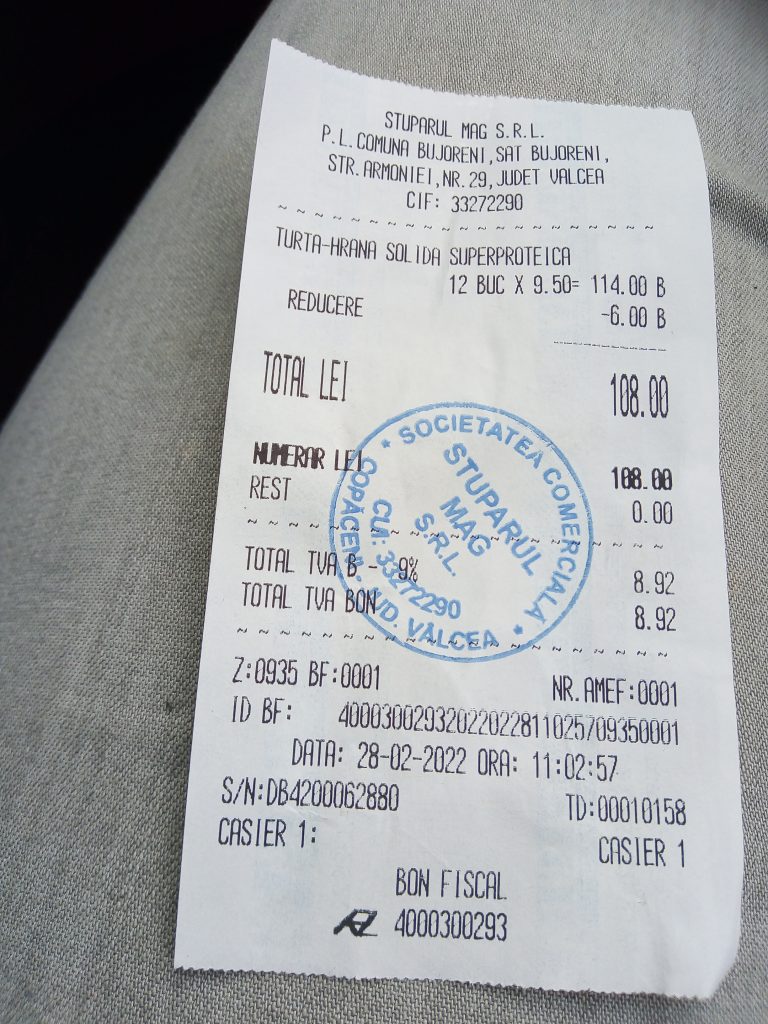 STUPARUL MAG S.R.L.
P.L.COMUNA BUJORENI,SAT BUJORENI,
STR.ARMONIEI,NR.29,JUDET VALCEA
CIF: 33272290
~ ~ ~ ~ ~ ~ ~ ~ ~ ~ ~ ~ ~ ~ ~ ~ ~ ~ ~ ~ ~
TURTA-HRANA SOLIDA SUPERPROTEICA
12 BUC X 9.50= 114.00 B
REDUCERE -6.00 B
TOTAL LEI 108.00
NUMERAR LEI 108.00
REST 0.00
~ ~ ~ ~ ~ ~ ~ ~ ~ ~ ~ ~ ~ ~ ~ ~ ~ ~ ~ ~ ~
TOTAL TVA B - 9% 8.92
TOTAL TVA BON 8.92
~ ~ ~ ~ ~ ~ ~ ~ ~ ~ ~ ~ ~ ~ ~ ~ ~ ~ ~ ~ ~
Z:0935 BF:0001 NR.AMEF:0001
ID BF: 40003002932022022811025709350001
DATA: 28-02-2022 ORA: 11:02:57
S/N:DB4200062880 TD:00010158
CASIER 1: CASIER 1
BON FISCAL
4000300293
* SOCIETATEA COMERCIALĂ *
STUPARUL
MAG
S.R.L.
CUI: 33272290
COPĂCENI - JUD. VÂLCEA